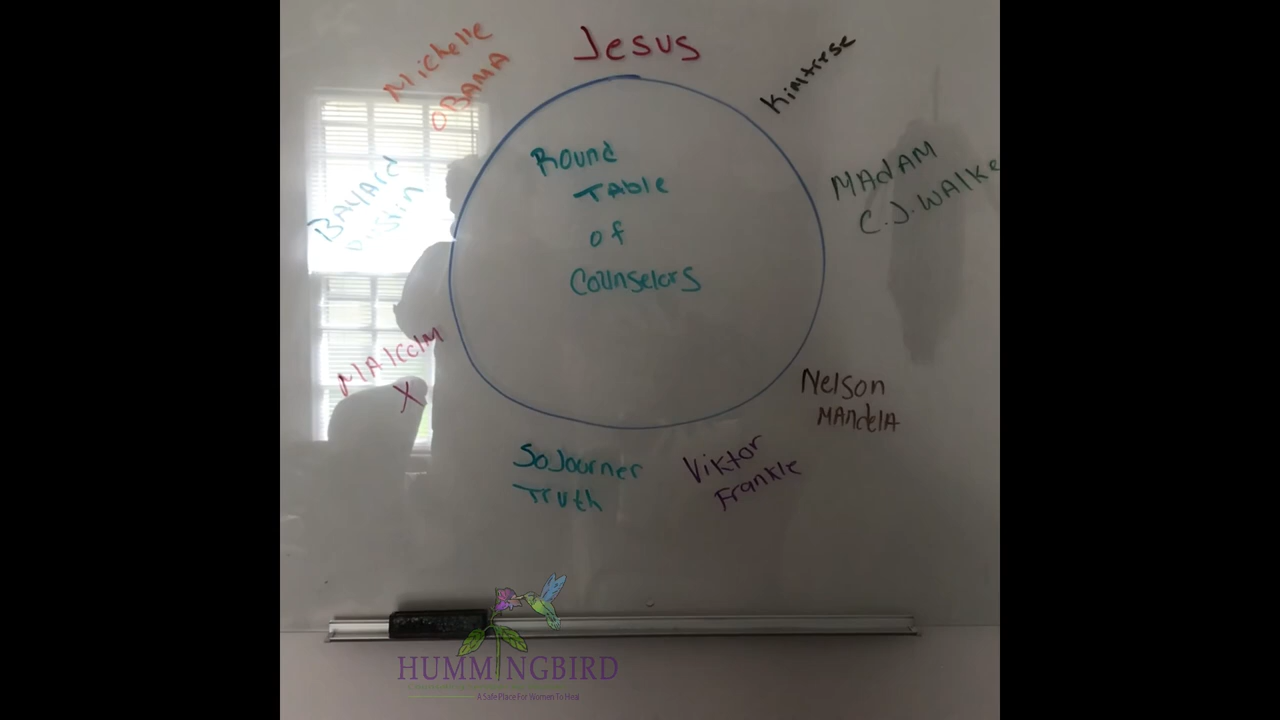 Jesus
Michelle
OBAMA
Kimtrese
BAYARD
Rustin
MADAM
C.J. WALKE
Round
TABLE
of
Counselors
MAlcolM
X
Nelson
MANdelA
SoJourner
Truth
Viktor
Frankle
HUMMINGBIRD
A Safe Place For Women To Heal